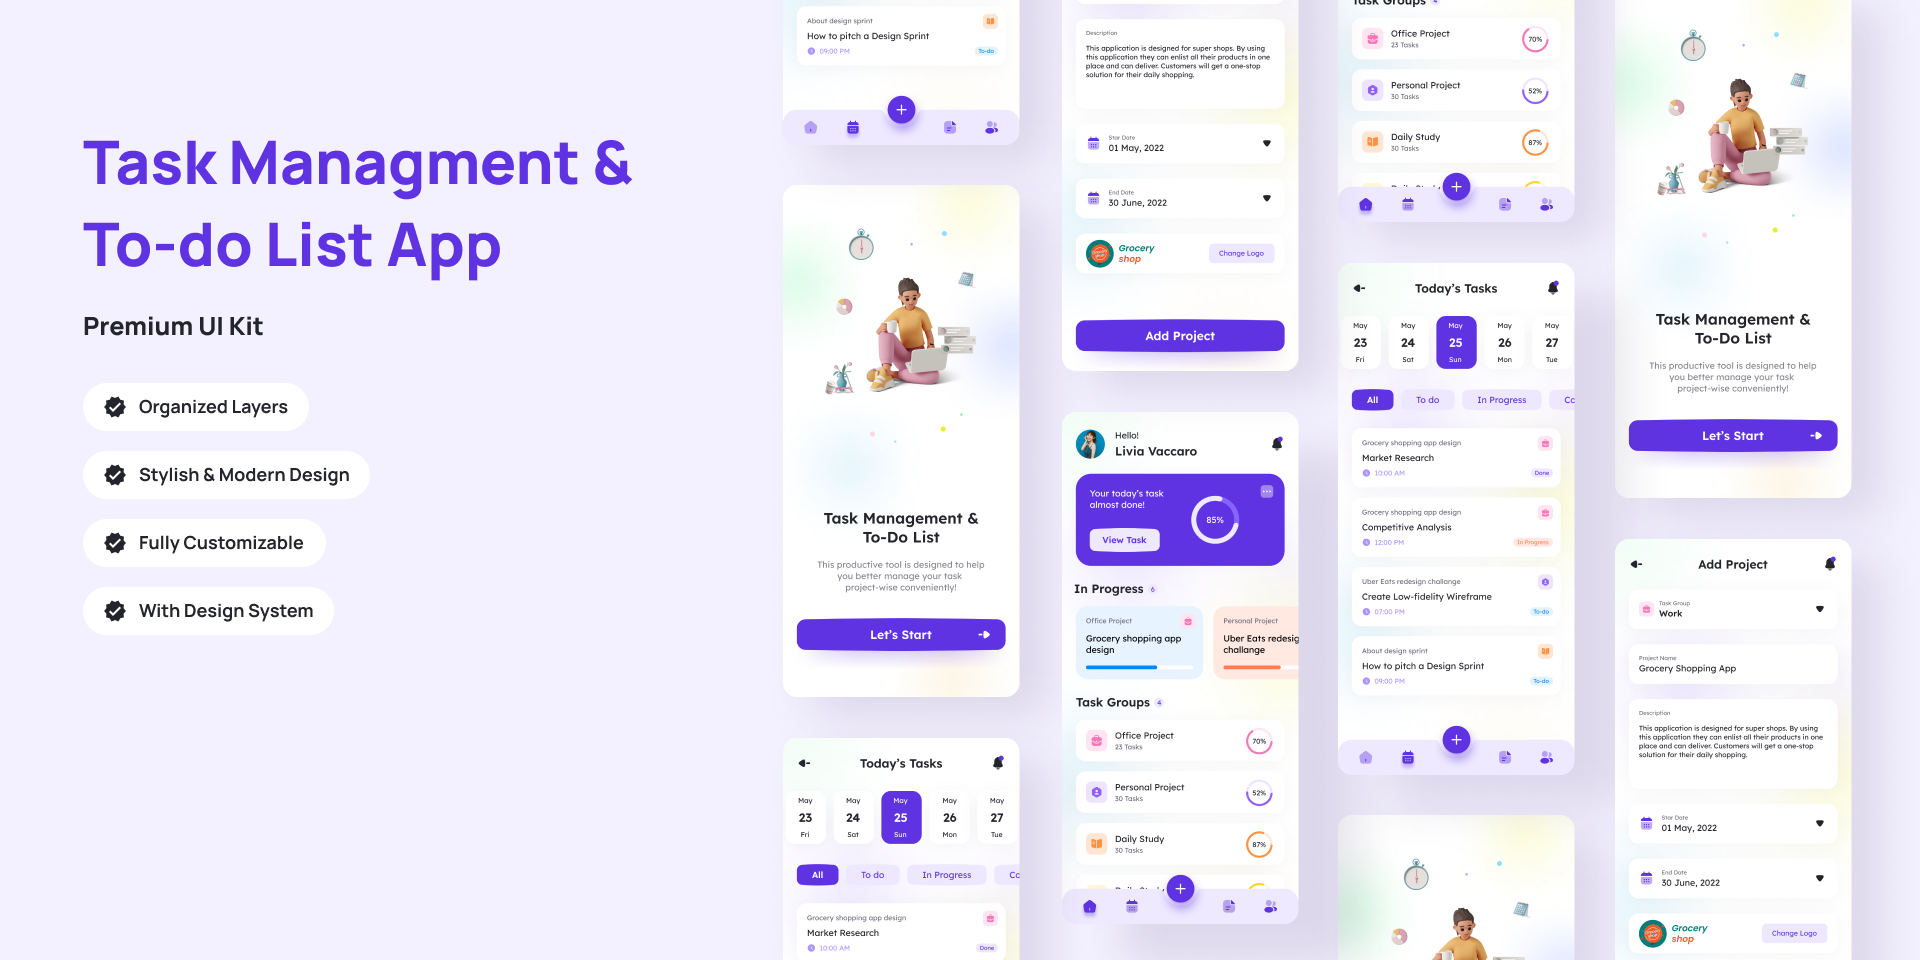 Task Managment &
To-do List App
Premium UI Kit
Organized Layers
Stylish & Modern Design
Fully Customizable
With Design System
About design sprint
How to pitch a Design Sprint
09:00 PM
To-do
Task Management &
To-Do List
This productive tool is designed to help
you better manage your task
project-wise conveniently!
Let's Start
Today's Tasks
May
23
Fri
May
24
Sat
May
25
Sun
May
26
Mon
May
27
Tue
All
To do
In Progress
Grocery shopping app design
Market Research
10:00 AM
Done
Description
This application is designed for super shops. By using
this application they can enlist all their products in one
place and can deliver. Customers will get a one-stop
solution for their daily shopping.
Star Date
01 May, 2022
End Date
30 June, 2022
Grocery
shop
Change Logo
Add Project
Hello!
Livia Vaccaro
Your today's task
almost done!
85%
View Task
In Progress 6
Office Project
Grocery shopping app
design
Personal Project
Uber Eats redesig
challange
Task Groups 4
Office Project
23 Tasks
70%
Personal Project
30 Tasks
52%
Daily Study
30 Tasks
87%
Task Groups 4
Office Project
23 Tasks
70%
Personal Project
30 Tasks
52%
Daily Study
30 Tasks
87%
Today's Tasks
May
23
Fri
May
24
Sat
May
25
Sun
May
26
Mon
May
27
Tue
All
To do
In Progress
Grocery shopping app design
Market Research
10:00 AM
Done
Grocery shopping app design
Competitive Analysis
12:00 PM
In Progress
Uber Eats redesign challange
Create Low-fidelity Wireframe
07:00 PM
To-do
About design sprint
How to pitch a Design Sprint
09:00 PM
To-do
Task Management &
To-Do List
This productive tool is designed to help
you better manage your task
project-wise conveniently!
Let's Start
Add Project
Task Group
Work
Project Name
Grocery Shopping App
Description
This application is designed for super shops. By using
this application they can enlist all their products in one
place and can deliver. Customers will get a one-stop
solution for their daily shopping.
Star Date
01 May, 2022
End Date
30 June, 2022
Grocery
shop
Change Logo